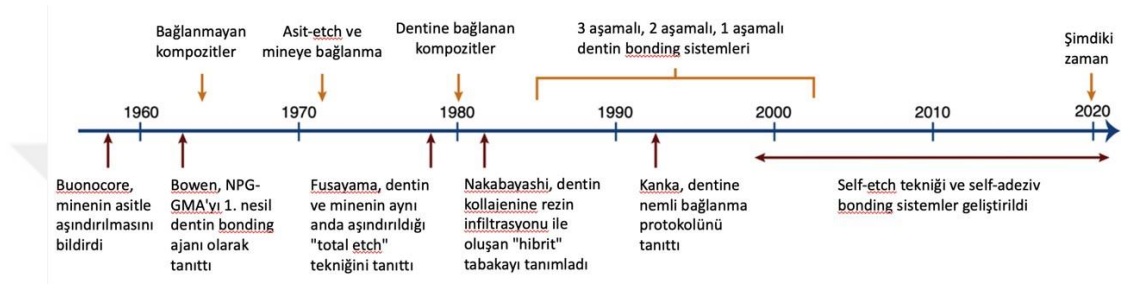 Bağlanmayan
kompozitler
Asit-etch ve
mineye bağlanma
Dentine bağlanan
kompozitler
3 aşamalı, 2 aşamalı, 1 aşamalı
dentin bonding sistemleri
Şimdiki
zaman
1960
1970
1980
1990
2000
2010
2020
Buonocore,
minenin asitle
aşındırılmasını
bildirdi
Bowen, NPG-
GMA'yı 1. nesil
dentin bonding
ajanı olarak
tanıttı
Fusayama, dentin
ve minenin aynı
anda aşındırıldığı
"total etch"
tekniğini tanıttı
Nakabayashi, dentin
kollajenine rezin
infiltrasyonu ile
oluşan "hibrit"
tabakayı tanımladı
Kanka, dentine
nemli bağlanma
protokolünü
tanıttı
Self-etch tekniği ve self-adeziv
bonding sistemler geliştirildi